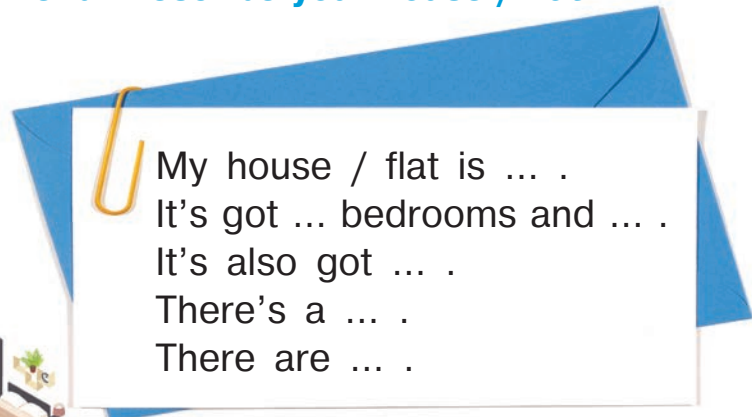 My house / flat is ... .
It's got ... bedrooms and ... .
It's also got ... .
There's a ... .
There are ... .